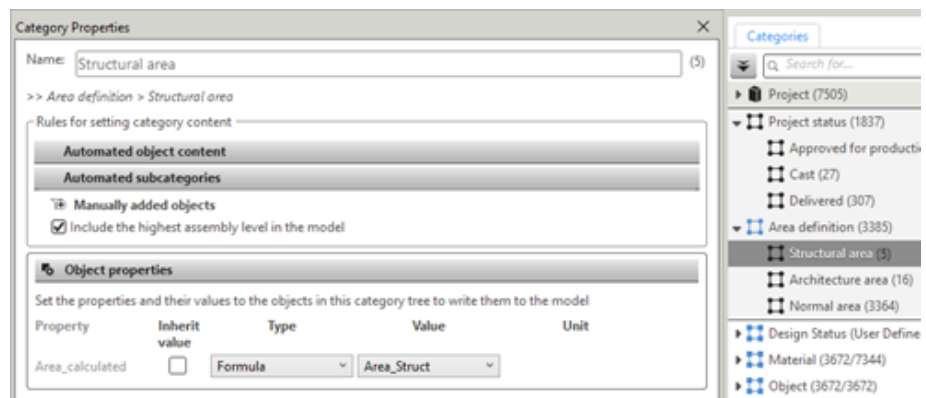 Category Properties
Name: Structural area (5)
>> Area definition > Structural area
Rules for setting category content
Automated object content
Automated subcategories
Manually added objects
Include the highest assembly level in the model
Object properties
Set the properties and their values to the objects in this category tree to write them to the model
Property Inherit value Type Value Unit
Area_calculated Formula Area_Struct
Categories
Search for...
Project (7505)
Project status (1837)
Approved for producti
Cast (27)
Delivered (307)
Area definition (3385)
Structural area (5)
Architecture area (16)
Normal area (3364)
Design Status (User Define
Material (3672/7344)
Object (3672/3672)